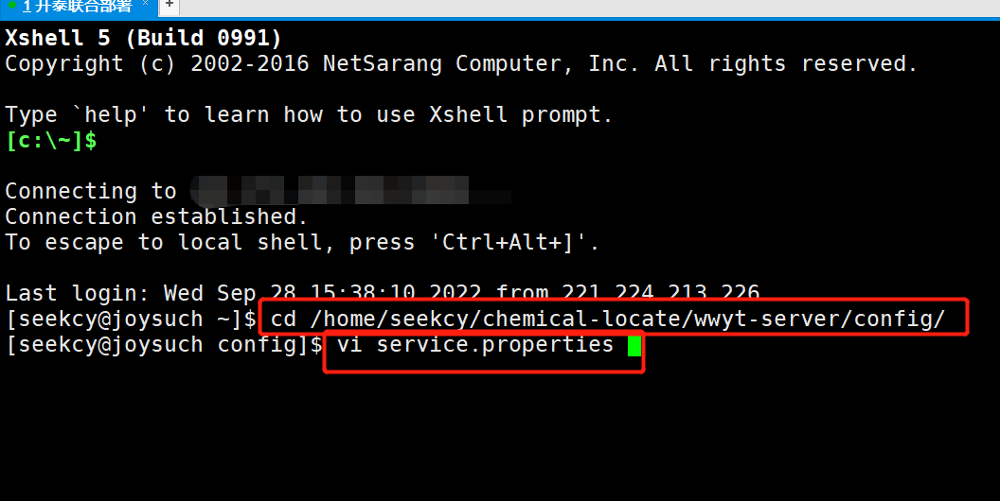 1 升泰联合部署 × +
Xshell 5 (Build 0991)
Copyright (c) 2002-2016 NetSarang Computer, Inc. All rights reserved.
Type `help' to learn how to use Xshell prompt.
[c:\~]$
Connecting to
Connection established.
To escape to local shell, press 'Ctrl+Alt+]'.
Last login: Wed Sep 28 15:38:10 2022 from 221.224.213.226
[seekcy@joysuch ~]$ cd /home/seekcy/chemical-locate/wwyt-server/config/
[seekcy@joysuch config]$ vi service.properties